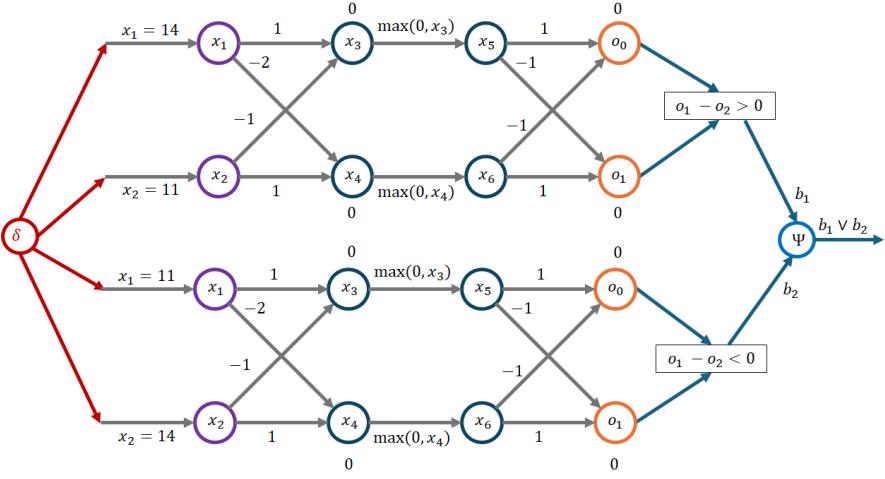 0
0
x₁ = 14
1
max(0, x₃)
1
x₁
x₃
x₅
o₀
−2
−1
o₁ − o₂ > 0
−1
−1
x₂
x₄
x₆
o₁
x₂ = 11
1
max(0, x₄)
1
b₁
0
0
δ
Ψ
b₁ ∨ b₂
0
0
x₁ = 11
1
max(0, x₃)
1
x₁
x₃
x₅
o₀
b₂
−2
−1
−1
−1
o₁ − o₂ < 0
x₂
x₄
x₆
o₁
x₂ = 14
1
max(0, x₄)
1
0
0